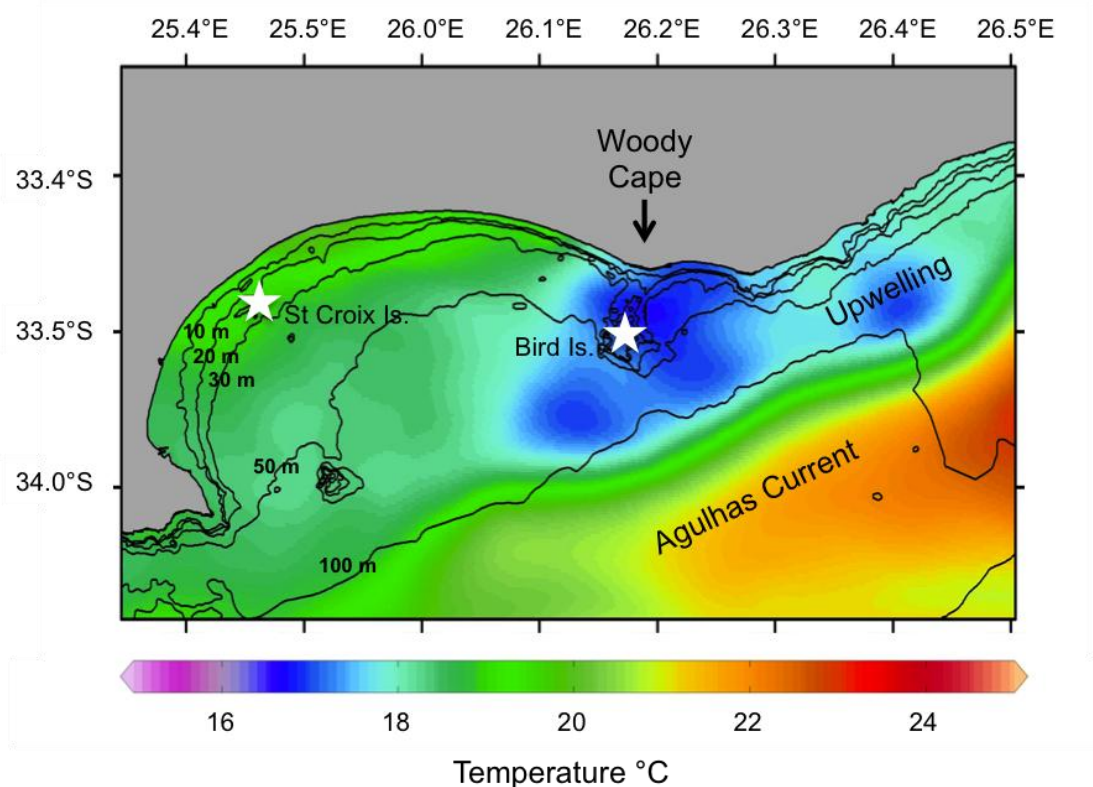 25.4°E 25.5°E 26.0°E 26.1°E 26.2°E 26.3°E 26.4°E 26.5°E
Woody
Cape
33.4°S
Upwelling
St Croix Is.
33.5°S
10 m
Bird Is.
20 m
30 m
Agulhas Current
50 m
34.0°S
100 m
16 18 20 22 24
Temperature °C